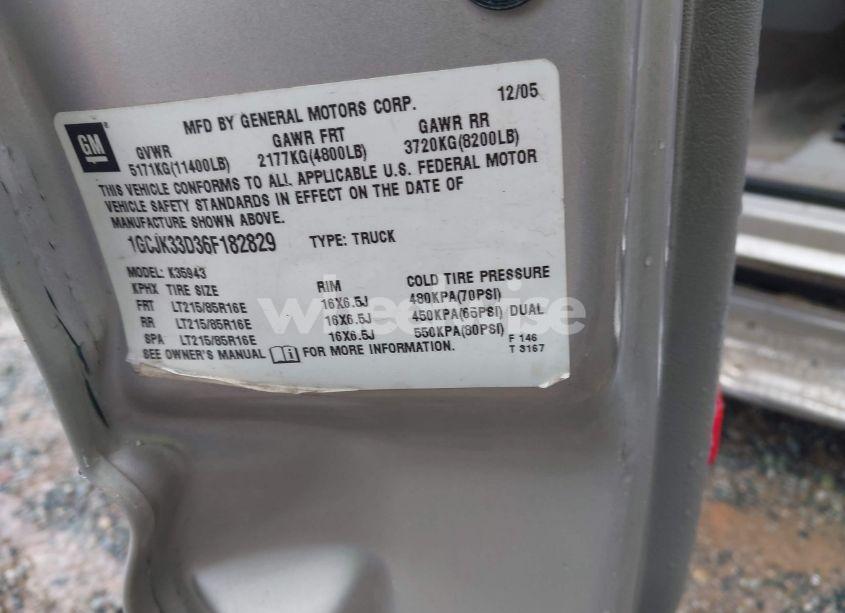 MFD BY GENERAL MOTORS CORP. 12/05
GM
GVWR GAWR FRT GAWR RR
5171KG(11400LB) 2177KG(4800LB) 3720KG(8200LB)
THIS VEHICLE CONFORMS TO ALL APPLICABLE U.S. FEDERAL MOTOR
VEHICLE SAFETY STANDARDS IN EFFECT ON THE DATE OF
MANUFACTURE SHOWN ABOVE.
1GCJK33D36F182829 TYPE: TRUCK
MODEL: K35943
KPHX TIRE SIZE RIM COLD TIRE PRESSURE
FRT LT215/85R16E 16X6.5J 480KPA(70PSI)
RR LT215/85R16E 16X6.5J 450KPA(65PSI) DUAL
SPA LT215/85R16E 16X6.5J 550KPA(80PSI)
SEE OWNER'S MANUAL FOR MORE INFORMATION.
F 146
T 3167